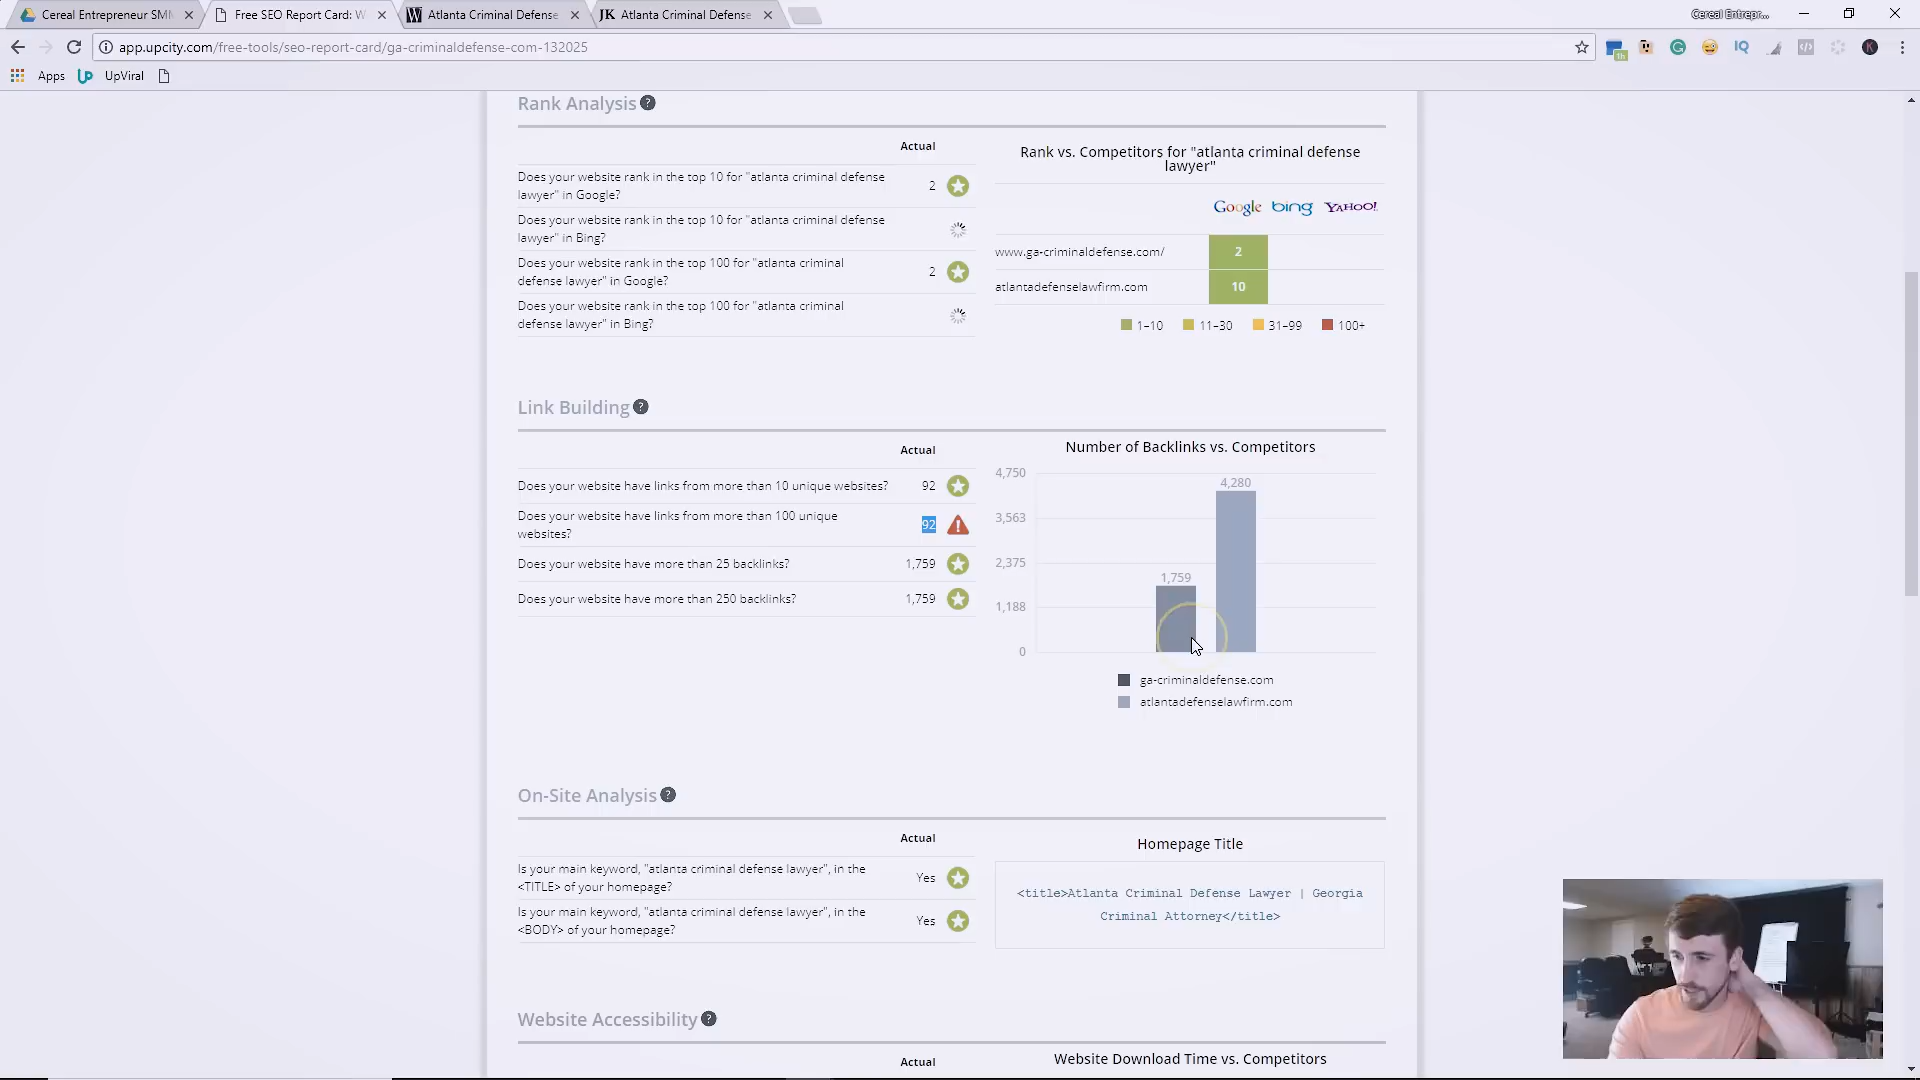 Cereal Entrepreneur SMM
Free SEO Report Card: W
Atlanta Criminal Defense
JK Atlanta Criminal Defense
Cereal Entrepr...
app.upcity.com/free-tools/seo-report-card/ga-criminaldefense-com-132025
Apps
UpViral
Rank Analysis ?
Actual
Does your website rank in the top 10 for "atlanta criminal defense
lawyer" in Google?
2
Does your website rank in the top 10 for "atlanta criminal defense
lawyer" in Bing?
Does your website rank in the top 100 for "atlanta criminal
defense lawyer" in Google?
2
Does your website rank in the top 100 for "atlanta criminal
defense lawyer" in Bing?
Rank vs. Competitors for "atlanta criminal defense
lawyer"
Google bing YAHOO!
www.ga-criminaldefense.com/ 2
atlantadefenselawfirm.com 10
1–10 11–30 31–99 100+
Link Building ?
Actual
Does your website have links from more than 10 unique websites? 92
Does your website have links from more than 100 unique
websites?
92
Does your website have more than 25 backlinks? 1,759
Does your website have more than 250 backlinks? 1,759
Number of Backlinks vs. Competitors
4,750
4,280
3,563
2,375
1,759
1,188
0
ga-criminaldefense.com
atlantadefenselawfirm.com
On-Site Analysis ?
Actual
Is your main keyword, "atlanta criminal defense lawyer", in the
<TITLE> of your homepage?
Yes
Is your main keyword, "atlanta criminal defense lawyer", in the
<BODY> of your homepage?
Yes
Homepage Title
<title>Atlanta Criminal Defense Lawyer | Georgia
Criminal Attorney</title>
Website Accessibility ?
Actual
Website Download Time vs. Competitors